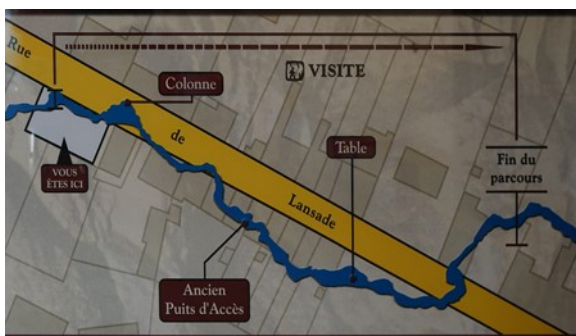 Rue
VISITE
Colonne
de
Table
Fin du
parcours
VOUS
ÊTES ICI
Lansade
Ancien
Puits d'Accès